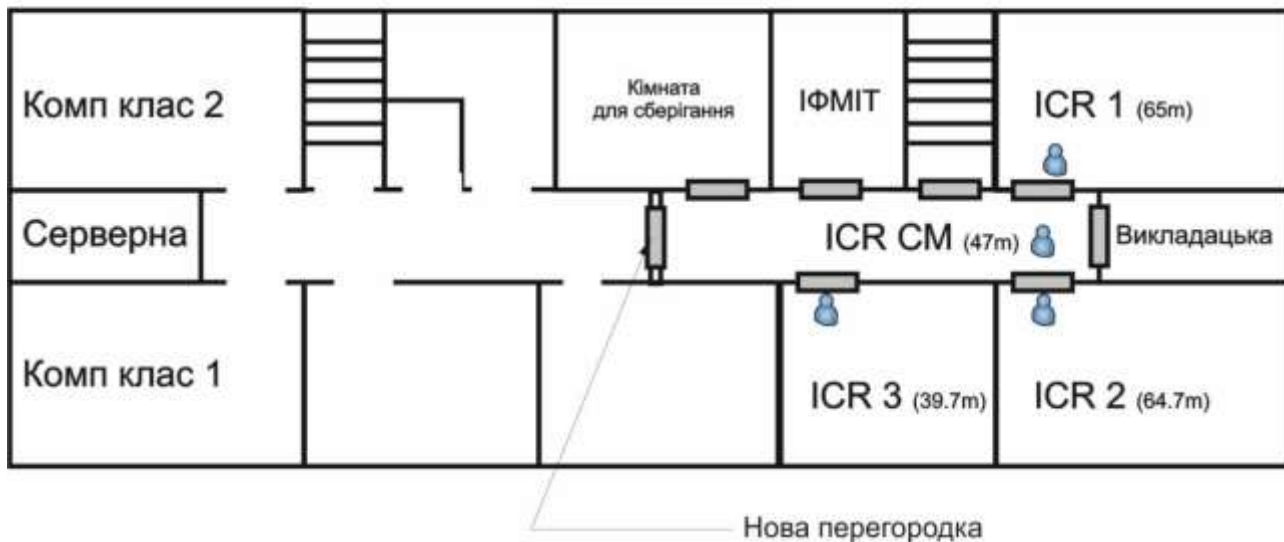 Комп клас 2
Кімната
для сберігання
ІФМІТ
ICR 1 (65m)
Серверна
ICR CM (47m)
Викладацька
Комп клас 1
ICR 3 (39.7m)
ICR 2 (64.7m)
Нова перегородка